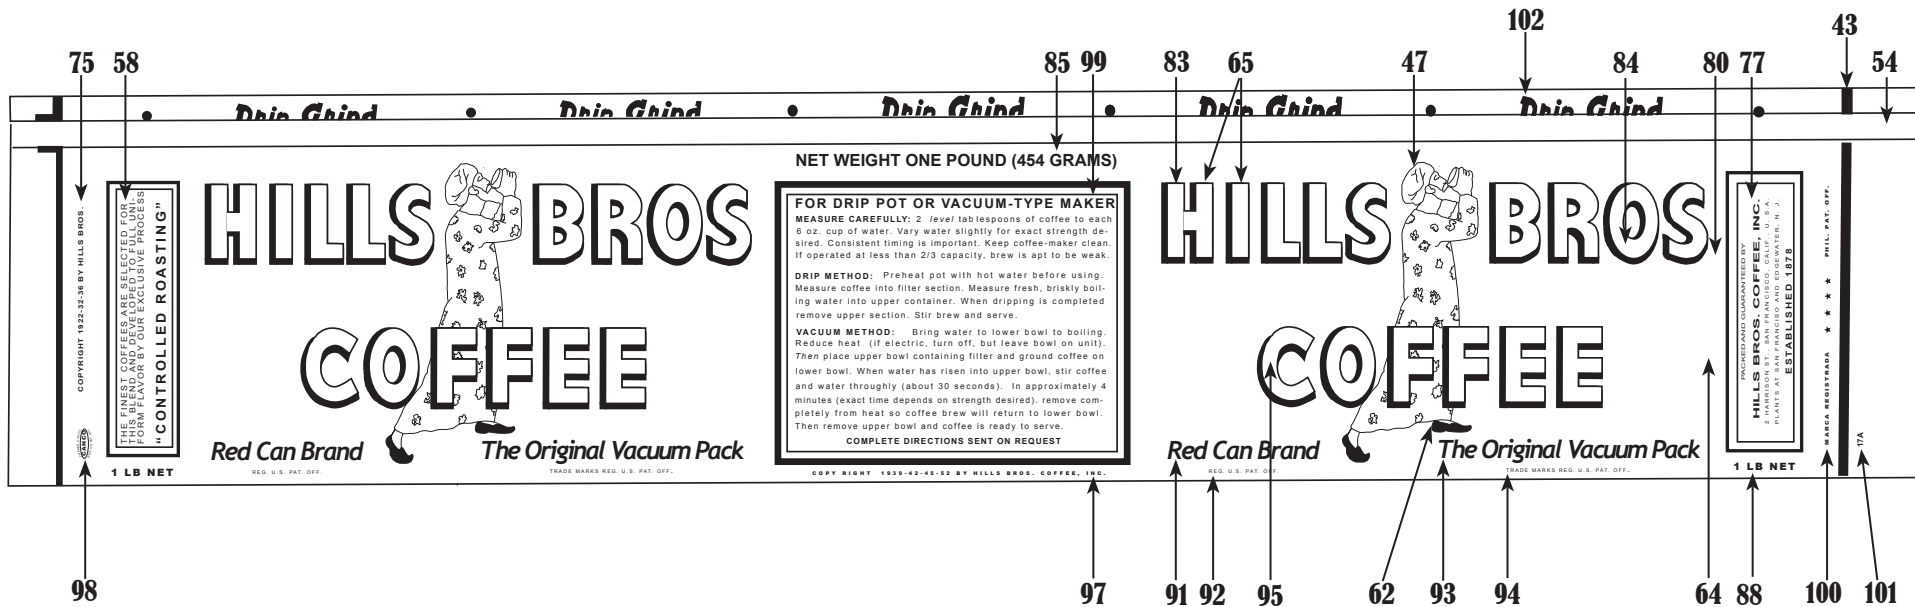 102
43
75
58
85
99
83
65
47
84
80
77
54
Drip Grind
Drip Grind
Drip Grind
Drip Grind
Drip Grind
COPYRIGHT 1922-32-36 BY HILLS BROS.
CANCO
THE FINEST COFFEES ARE SELECTED FOR
THIS BLEND AND DEVELOPED TO FULL UNI-
FORM FLAVOR BY OUR EXCLUSIVE PROCESS
"CONTROLLED ROASTING"
1 LB NET
HILLS BROS
COFFEE
Red Can Brand
REG. U.S. PAT. OFF.
The Original Vacuum Pack
TRADE MARKS REG. U.S. PAT. OFF.
NET WEIGHT ONE POUND (454 GRAMS)
FOR DRIP POT OR VACUUM-TYPE MAKER
MEASURE CAREFULLY: 2 level tablespoons of coffee to each
6 oz. cup of water. Vary water slightly for exact strength de-
sired. Consistent timing is important. Keep coffee-maker clean.
If operated at less than 2/3 capacity, brew is apt to be weak.
DRIP METHOD: Preheat pot with hot water before using.
Measure coffee into filter section. Measure fresh, briskly boil-
ing water into upper container. When dripping is completed
remove upper section. Stir brew and serve.
VACUUM METHOD: Bring water to lower bowl to boiling.
Reduce heat (if electric, turn off, but leave bowl on unit).
Then place upper bowl containing filter and ground coffee on
lower bowl. When water has risen into upper bowl, stir coffee
and water throughly (about 30 seconds). In approximately 4
minutes (exact time depends on strength desired). remove com-
pletely from heat so coffee brew will return to lower bowl.
Then remove upper bowl and coffee is ready to serve.
COMPLETE DIRECTIONS SENT ON REQUEST
COPY RIGHT 1939-42-45-52 BY HILLS BROS. COFFEE, INC.
HILLS BROS
COFFEE
Red Can Brand
REG. U.S. PAT. OFF.
The Original Vacuum Pack
TRADE MARKS REG. U.S. PAT. OFF.
PACKED AND GUARANTEED BY
HILLS BROS. COFFEE, INC.
2 HARRISON ST., SAN FRANCISCO, CALIF., U. S. A.
PLANTS AT SAN FRANCISCO AND EDGEWATER, N. J.
ESTABLISHED 1878
1 LB NET
MARCA REGISTRADA ★ ★ ★ ★ PHIL. PAT. OFF.
17A
98
97
91
92
95
62
93
94
64
88
100
101